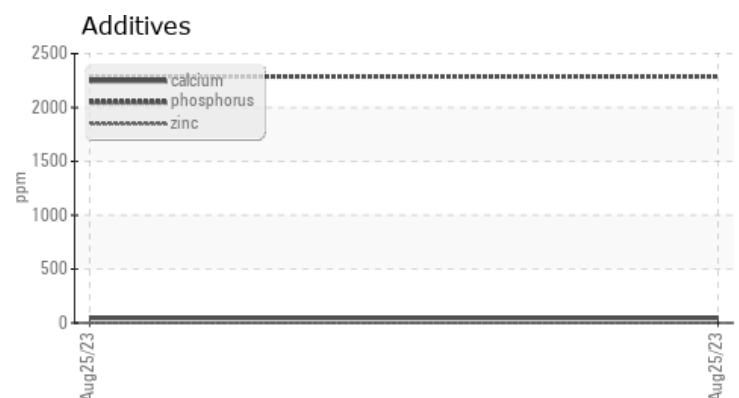 Additives
2500
2000
1500
1000
500
0
ppm
calcium
phosphorus
zinc
Aug25/23
Aug25/23